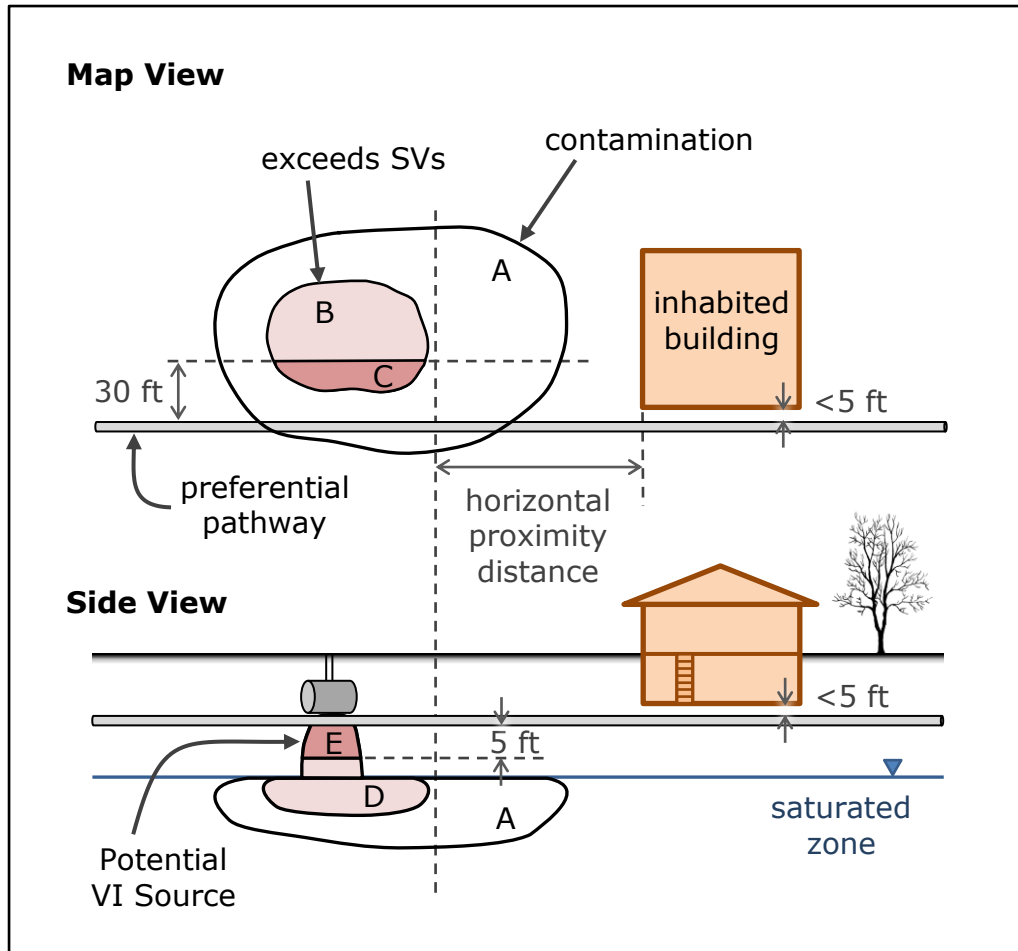 Map View
exceeds SVs
contamination
A
B
C
inhabited
building
30 ft
<5 ft
preferential
pathway
horizontal
proximity
distance
Side View
<5 ft
E
5 ft
D
A
saturated
zone
Potential
VI Source